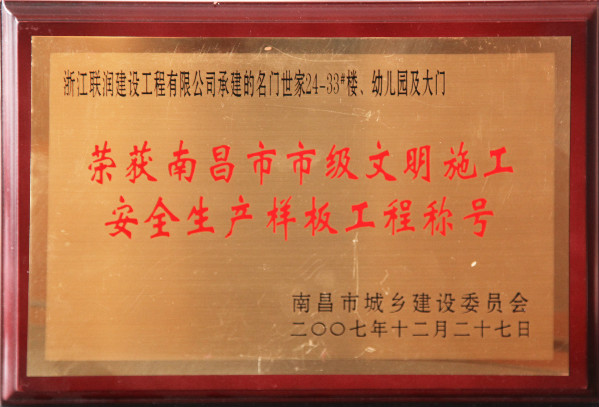 浙江联润建设工程有限公司承建的名门世家24-33#楼、幼儿园及大门
荣获南昌市市级文明施工
安全生产样板工程称号
南昌市城乡建设委员会
二〇〇七年十二月二十七日